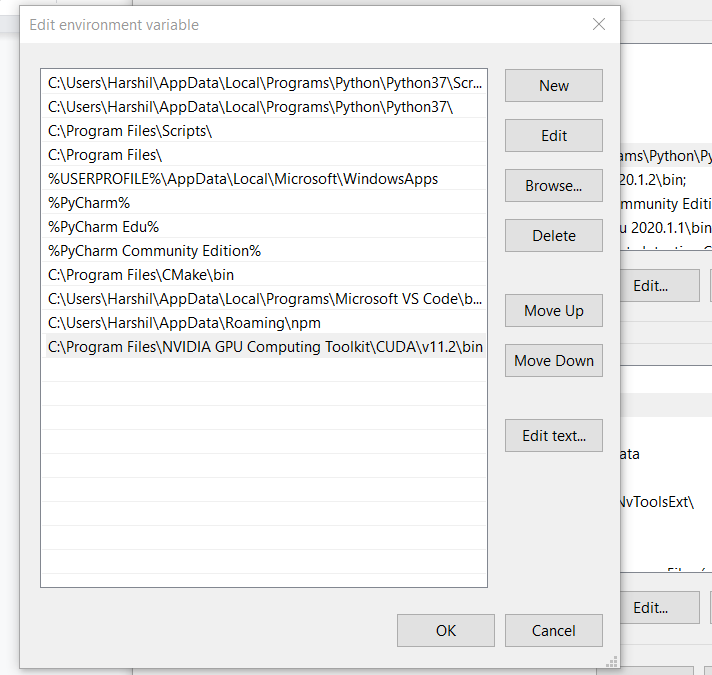 Edit environment variable
C:\Users\Harshil\AppData\Local\Programs\Python\Python37\Scr...
C:\Users\Harshil\AppData\Local\Programs\Python\Python37\
C:\Program Files\Scripts\
C:\Program Files\
%USERPROFILE%\AppData\Local\Microsoft\WindowsApps
%PyCharm%
%PyCharm Edu%
%PyCharm Community Edition%
C:\Program Files\CMake\bin
C:\Users\Harshil\AppData\Local\Programs\Microsoft VS Code\b...
C:\Users\Harshil\AppData\Roaming\npm
C:\Program Files\NVIDIA GPU Computing Toolkit\CUDA\v11.2\bin
New
Edit
Browse...
Delete
Move Up
Move Down
Edit text...
OK
Cancel
ams\Python\Py
20.1.2\bin;
mmunity Editi
u 2020.1.1\bin
Edit...
ata
NvToolsExt\
Edit...